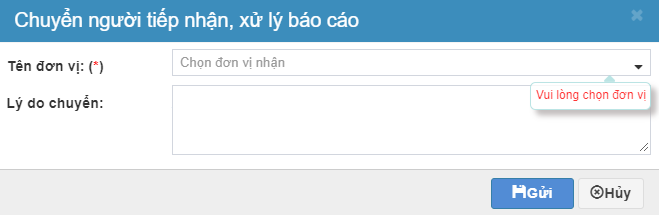 Chuyển người tiếp nhận, xử lý báo cáo
Tên đơn vị: (*)
Chọn đơn vị nhận
Vui lòng chọn đơn vị
Lý do chuyển:
Gửi
Hủy